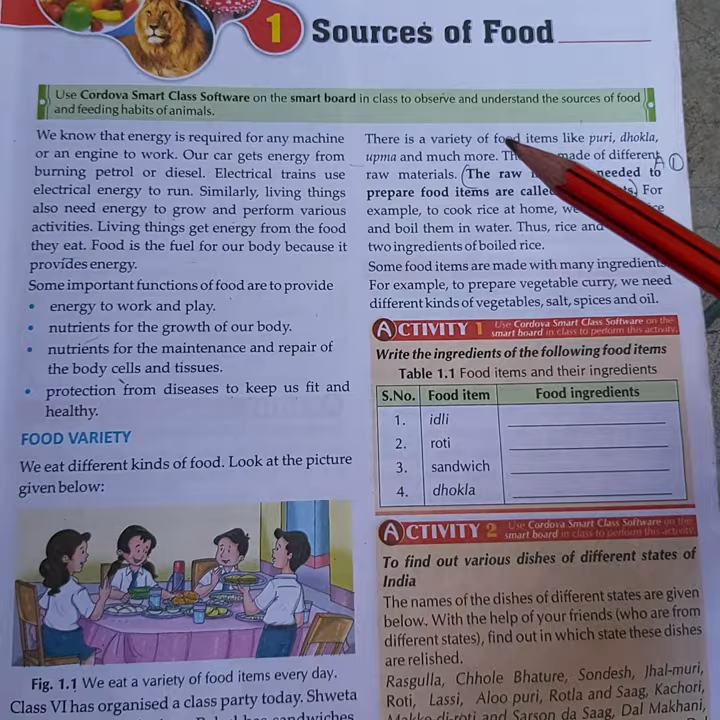 1 Sources of Food
Use Cordova Smart Class Software on the smart board in class to observe and understand the sources of food
and feeding habits of animals.
We know that energy is required for any machine
or an engine to work. Our car gets energy from
burning petrol or diesel. Electrical trains use
electrical energy to run. Similarly, living things
also need energy to grow and perform various
activities. Living things get energy from the food
they eat. Food is the fuel for our body because it
provides energy.
Some important functions of food are to provide
• energy to work and play.
• nutrients for the growth of our body.
• nutrients for the maintenance and repair of
the body cells and tissues.
• protection from diseases to keep us fit and
healthy.
FOOD VARIETY
We eat different kinds of food. Look at the picture
given below:
Fig. 1.1 We eat a variety of food items every day.
Class VI has organised a class party today. Shweta
sandwiches
There is a variety of food items like puri, dhokla,
upma and much more. made of different
raw materials. (The raw needed to
prepare food items are called For
example, to cook rice at home, we
and boil them in water. Thus, rice and
two ingredients of boiled rice.
Some food items are made with many ingredient
For example, to prepare vegetable curry, we need
different kinds of vegetables, salt, spices and oil.
A 1
ACTIVITY 1 Use Cordova Smart Class Software on the
smart board in class to perform this activity.
Write the ingredients of the following food items
Table 1.1 Food items and their ingredients
S.No. Food item Food ingredients
1. idli
2. roti
3. sandwich
4. dhokla
ACTIVITY 2 Use Cordova Smart Class Software on the
smart board in class to perform this activity.
To find out various dishes of different states of
India
The names of the dishes of different states are given
below. With the help of your friends (who are from
different states), find out in which state these dishes
are relished.
Rasgulla, Chhole Bhature, Sondesh, Jhal-muri,
Roti, Lassi, Aloo puri, Rotla and Saag, Kachori,
Makke di-roti and Sarson da Saag, Dal Makhani,